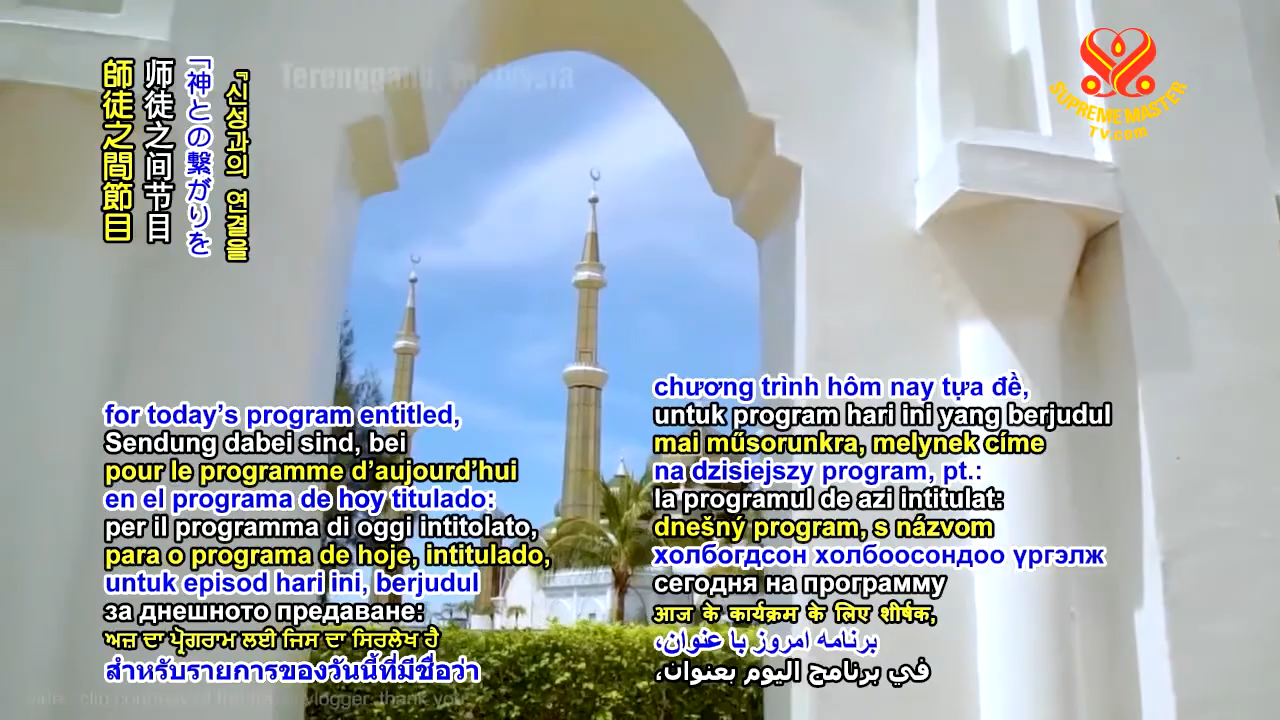 師徒之間節目
师徒之间节目
「神との繋がりを
『신성과의 연결을
Terengganu, Malaysia
SUPREME MASTER
TV.com
for today’s program entitled,
Sendung dabei sind, bei
pour le programme d’aujourd’hui
en el programa de hoy titulado:
per il programma di oggi intitolato,
para o programa de hoje, intitulado,
untuk episod hari ini, berjudul
за днешното предаване:
ਅਜ਼ ਦਾ ਪ੍ਰੋਗਰਾਮ ਲਈ ਜਿਸ ਦਾ ਸਿਰਲੇਖ ਹੈ
สำหรับรายการของวันนี้ที่มีชื่อว่า
chương trình hôm nay tựa đề,
untuk program hari ini yang berjudul
mai műsorunkra, melynek címe
na dzisiejszy program, pt.:
la programul de azi intitulat:
dnešný program, s názvom
холбогдсон холбоосондоо үргэлж
сегодня на программу
आज के कार्यक्रम के लिए शीर्षक,
برنامه امروز با عنوان،
في برنامج اليوم بعنوان،
vlogger, thank you